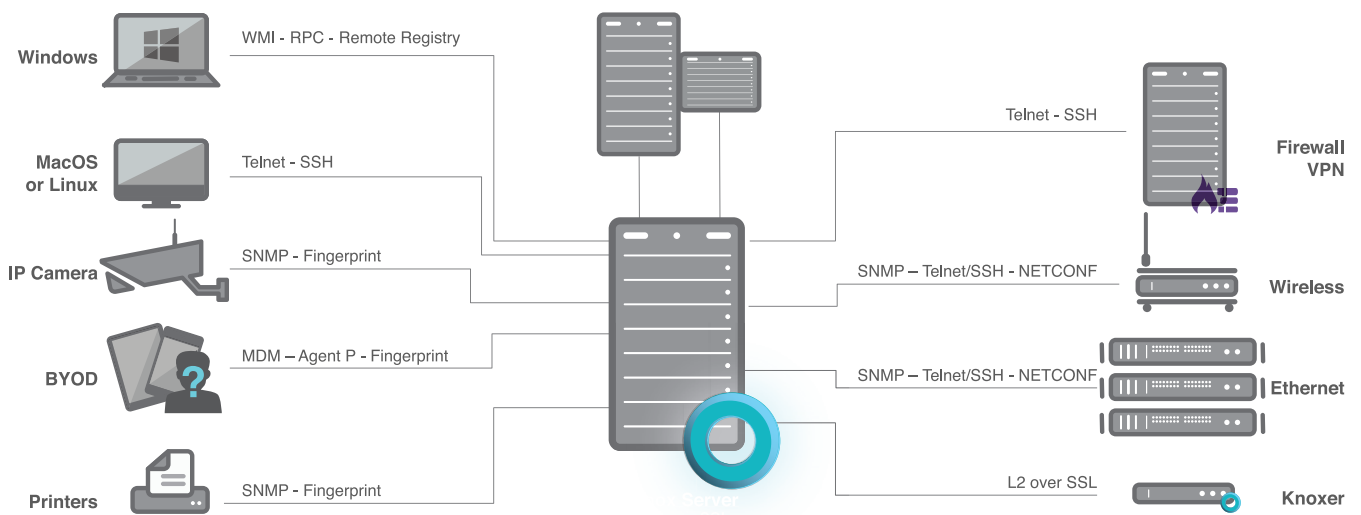 Windows
WMI - RPC - Remote Registry
MacOS
or Linux
Telnet - SSH
IP Camera
SNMP - Fingerprint
BYOD
MDM – Agent P - Fingerprint
?
Printers
SNMP - Fingerprint
Server
Telnet - SSH
Firewall
VPN
SNMP – Telnet/SSH - NETCONF
Wireless
SNMP – Telnet/SSH - NETCONF
Ethernet
L2 over SSL
Knoxer